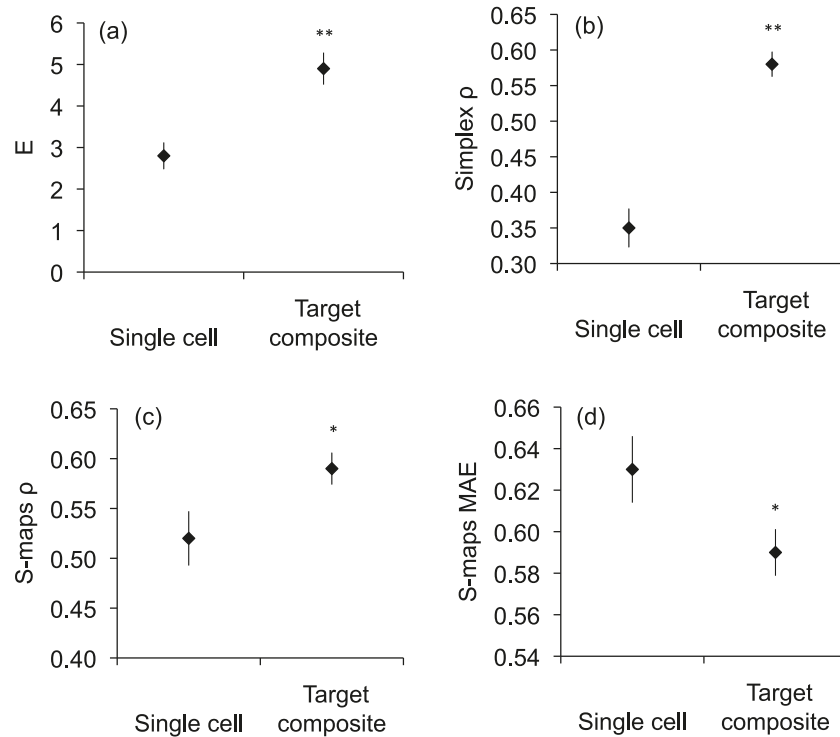 (a)
**
E
6
5
4
3
2
1
0
Single cell
Target
composite
(b)
**
Simplex ρ
0.65
0.60
0.55
0.50
0.45
0.40
0.35
0.30
Single cell
Target
composite
(c)
*
S-maps ρ
0.65
0.60
0.55
0.50
0.45
0.40
Single cell
Target
composite
(d)
*
S-maps MAE
0.66
0.64
0.62
0.60
0.58
0.56
0.54
Single cell
Target
composite